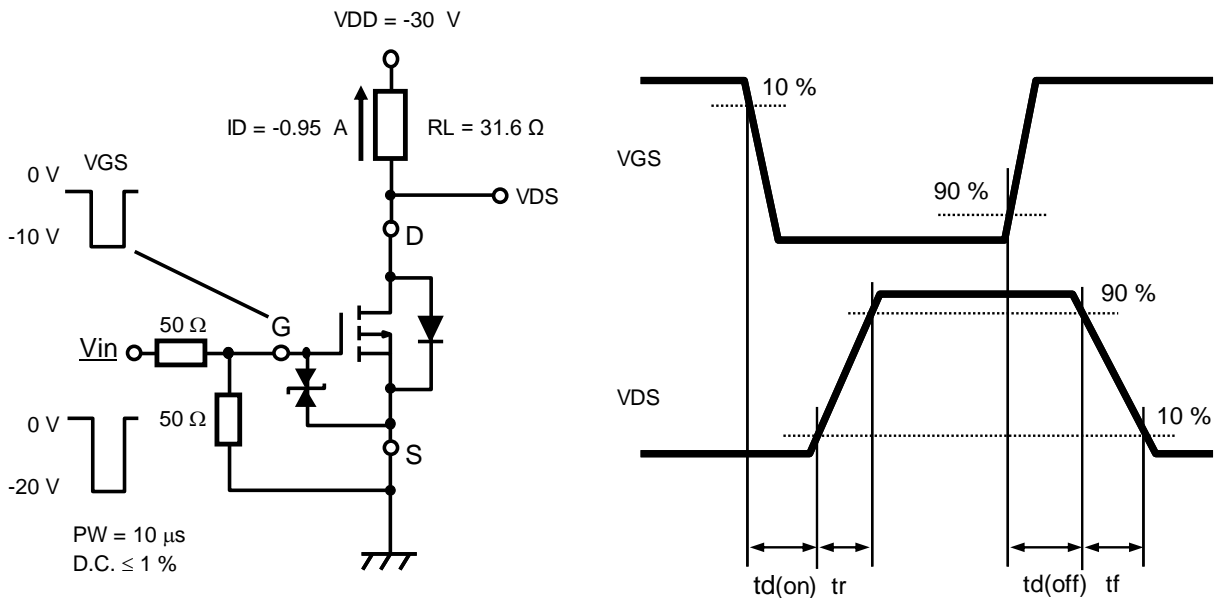 VDD = -30 V
ID = -0.95 A
RL = 31.6 Ω
VGS
0 V
-10 V
VDS
D
G
50 Ω
Vin
50 Ω
0 V
-20 V
S
PW = 10 μs
D.C. ≤ 1 %
10 %
VGS
90 %
90 %
VDS
10 %
td(on) tr
td(off) tf